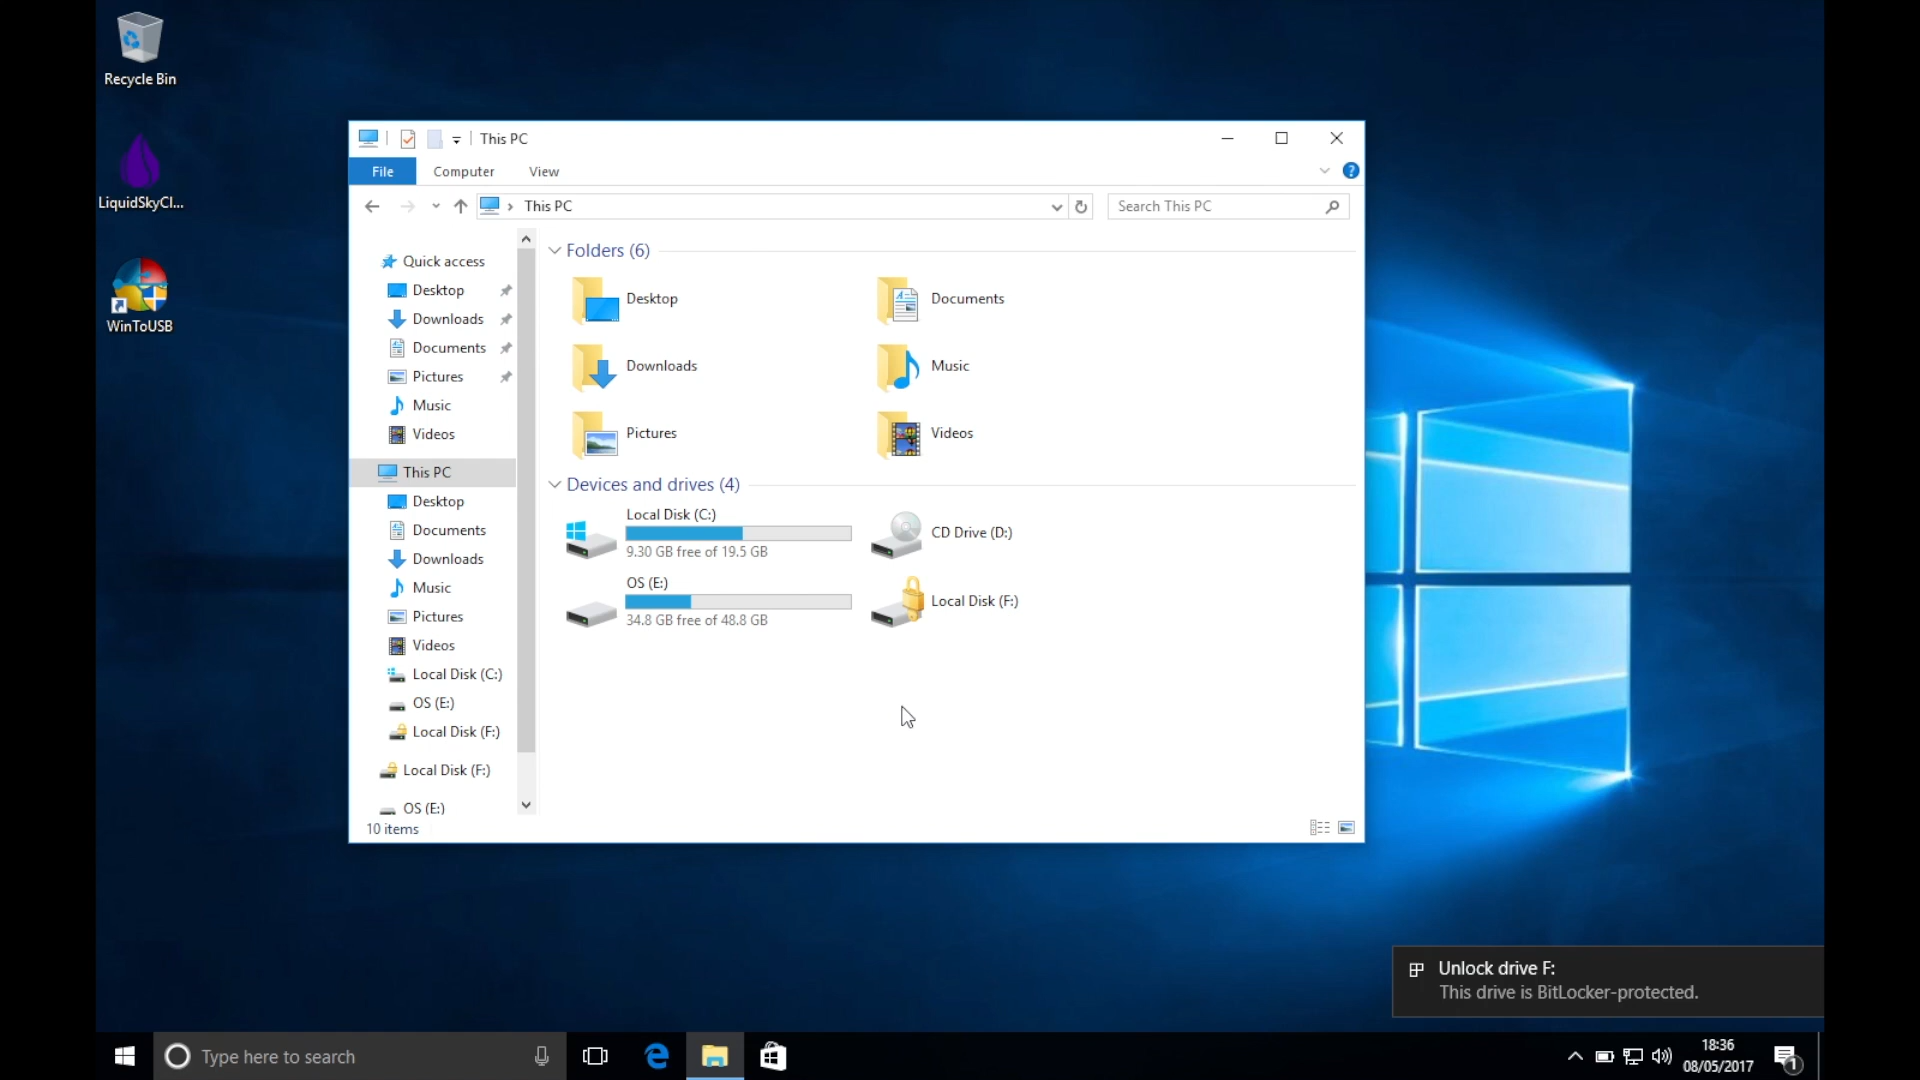 Recycle Bin
LiquidSkyCl...
WinToUSB
This PC
File Computer View
?
This PC
Search This PC
Quick access
Desktop
Downloads
Documents
Pictures
Music
Videos
This PC
Desktop
Documents
Downloads
Music
Pictures
Videos
Local Disk (C:)
OS (E:)
Local Disk (F:)
Local Disk (F:)
OS (E:)
Folders (6)
Desktop
Documents
Downloads
Music
Pictures
Videos
Devices and drives (4)
Local Disk (C:)
9.30 GB free of 19.5 GB
CD Drive (D:)
OS (E:)
34.8 GB free of 48.8 GB
Local Disk (F:)
10 items
Unlock drive F:
This drive is BitLocker-protected.
Type here to search
18:36
08/05/2017
1